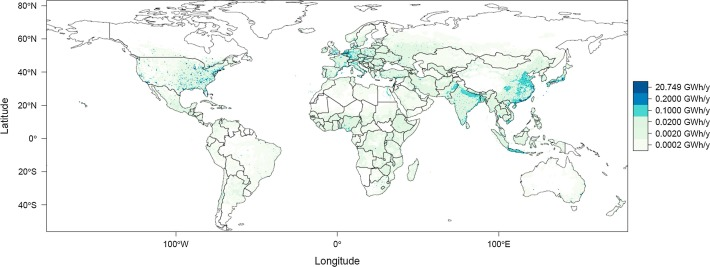 80°N
60°N
40°N
20°N
0°
20°S
40°S
Latitude
100°W
0°
100°E
Longitude
20.749 GWh/y
0.2000 GWh/y
0.1000 GWh/y
0.0200 GWh/y
0.0020 GWh/y
0.0002 GWh/y